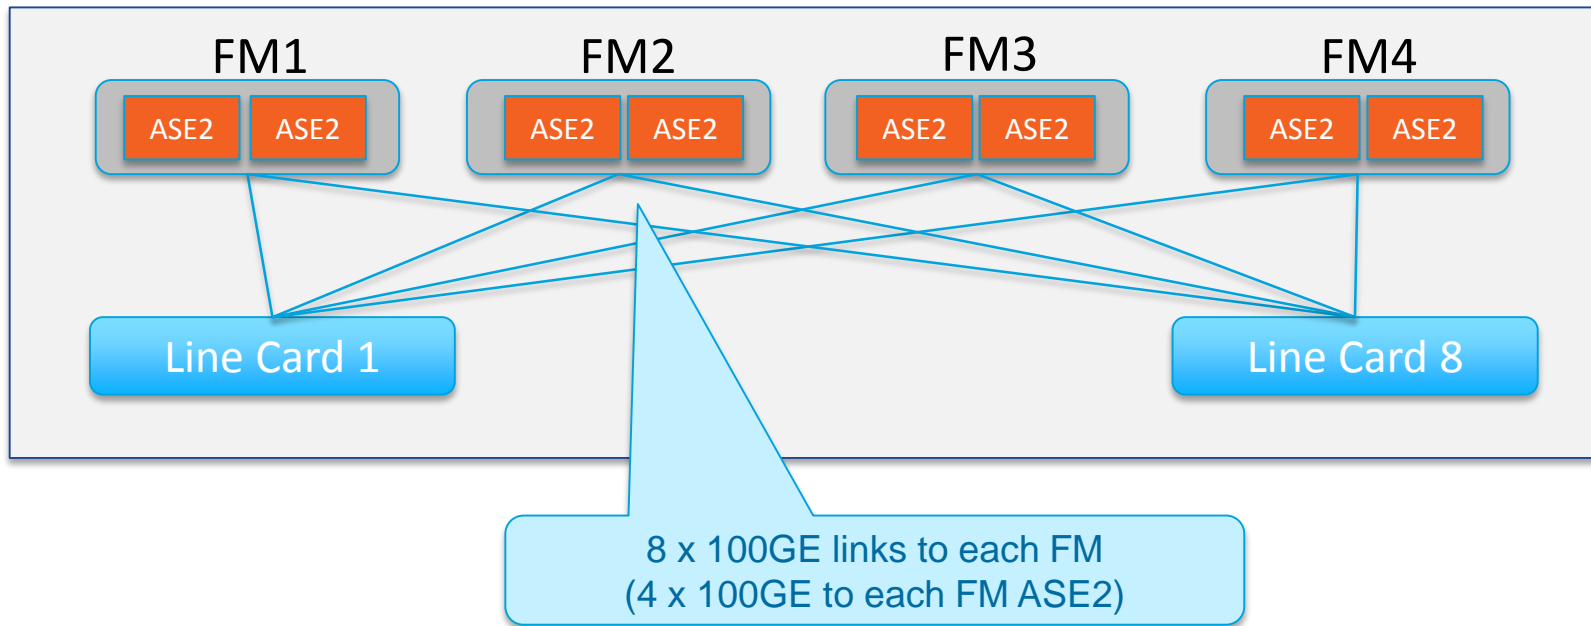 FM1
FM2
FM3
FM4
ASE2
ASE2
ASE2
ASE2
ASE2
ASE2
ASE2
ASE2
Line Card 1
Line Card 8
8 x 100GE links to each FM
(4 x 100GE to each FM ASE2)